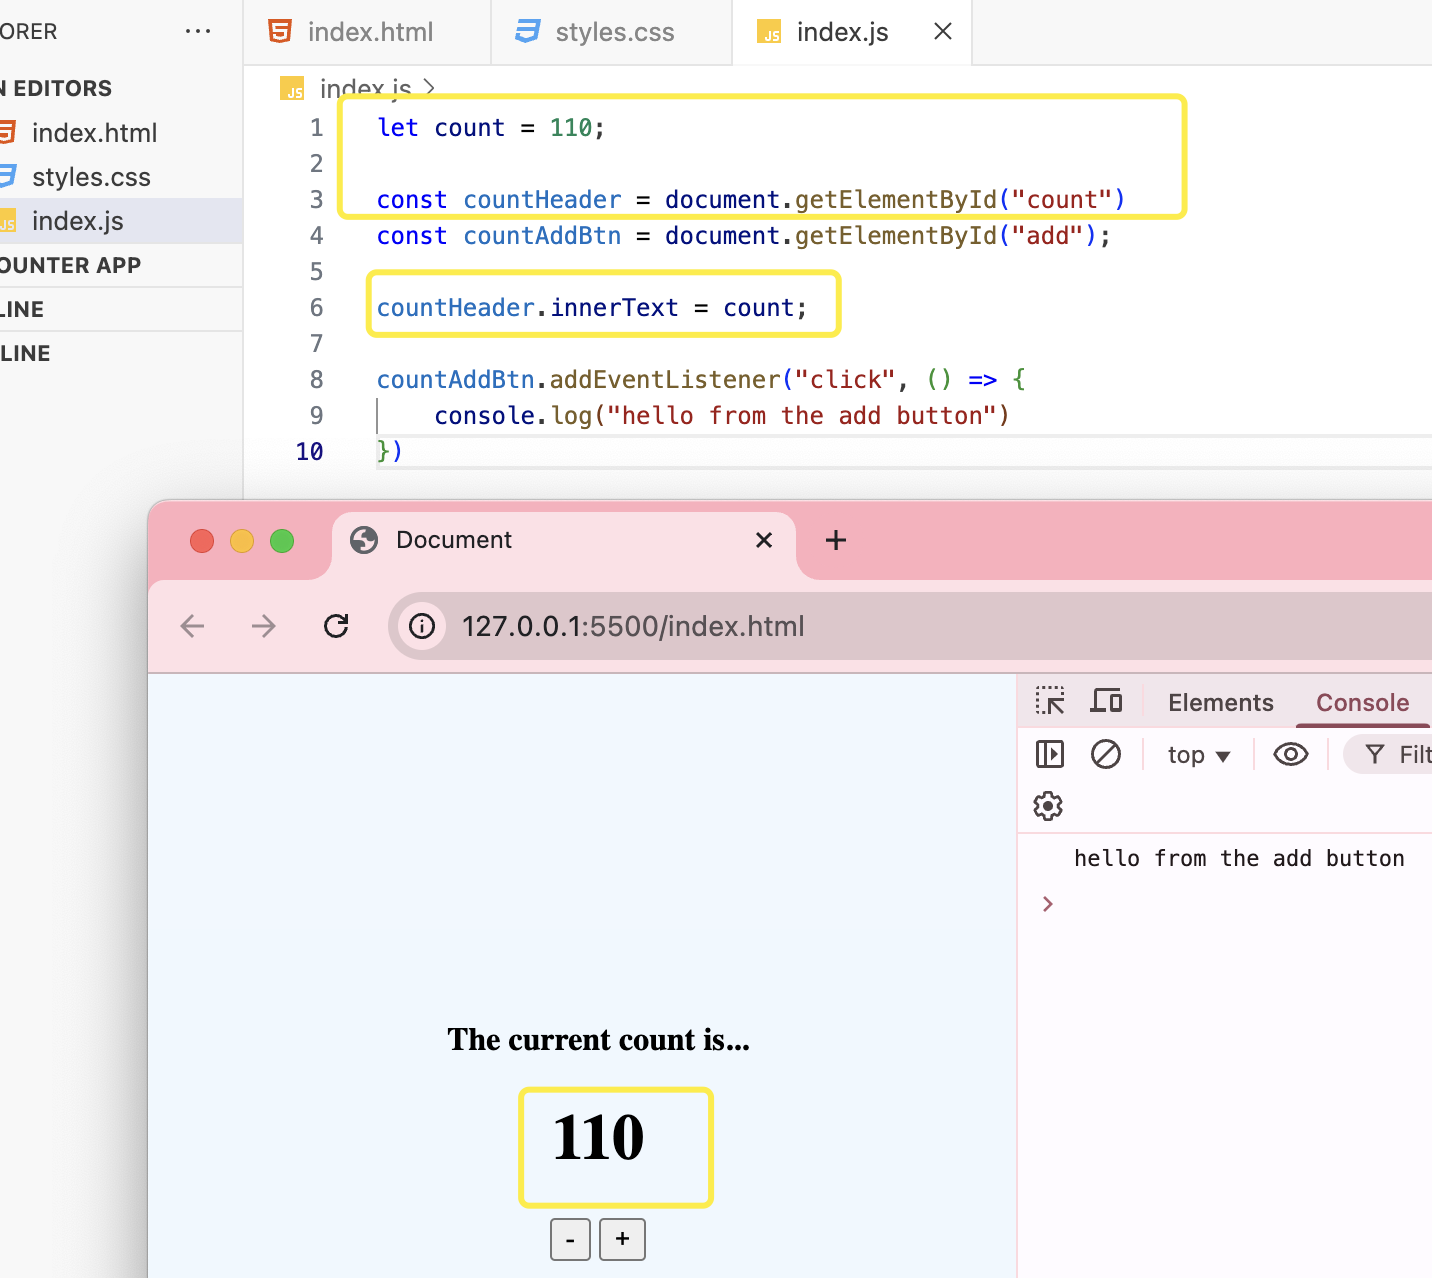 ORER
...
index.html
styles.css
index.js
N EDITORS
index.html
styles.css
index.js
OUNTER APP
LINE
LINE
index.js
1 let count = 110;
2
3 const countHeader = document.getElementById("count")
4 const countAddBtn = document.getElementById("add");
5
6 countHeader.innerText = count;
7
8 countAddBtn.addEventListener("click", () => {
9 console.log("hello from the add button")
10 })
Document
127.0.0.1:5500/index.html
Elements Console
top Filt
hello from the add button
The current count is...
110
- +